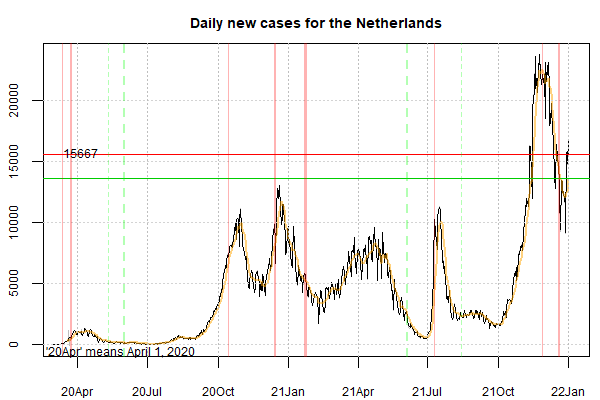 Daily new cases for the Netherlands
20000
15000
10000
5000
0
15667
'20Apr' means April 1, 2020
20Apr 20Jul 20Oct 21Jan 21Apr 21Jul 21Oct 22Jan